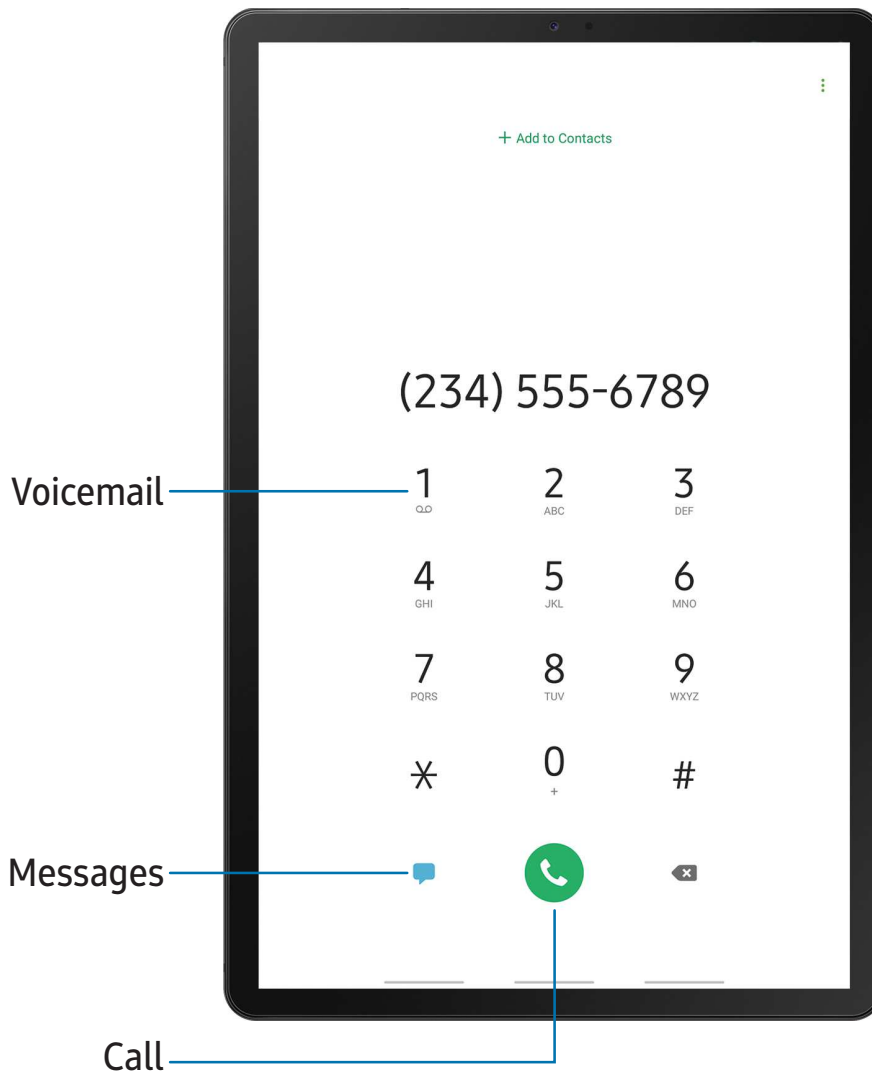 + Add to Contacts
(234) 555-6789
Voicemail
1 2 3
ABC DEF
4 5 6
GHI JKL MNO
7 8 9
PQRS TUV WXYZ
* 0 #
+
Messages
Call